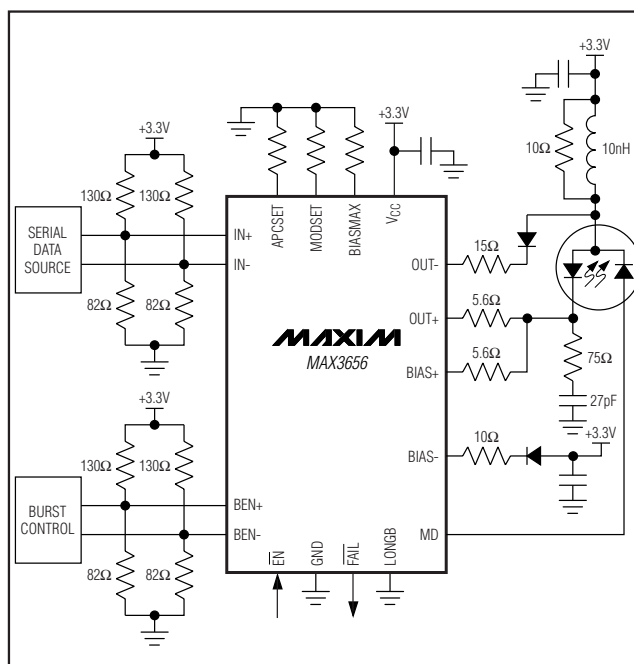 +3.3V
+3.3V
+3.3V
10Ω
10nH
130Ω
130Ω
APCSET
MODSET
BIASMAX
VCC
SERIAL
DATA
SOURCE
IN+
IN-
82Ω
82Ω
OUT-
15Ω
OUT+
5.6Ω
MAXIM
MAX3656
BIAS+
5.6Ω
75Ω
27pF
+3.3V
+3.3V
130Ω
130Ω
BIAS-
10Ω
BURST
CONTROL
BEN+
BEN-
MD
82Ω
82Ω
EN
GND
FAIL
LONGB